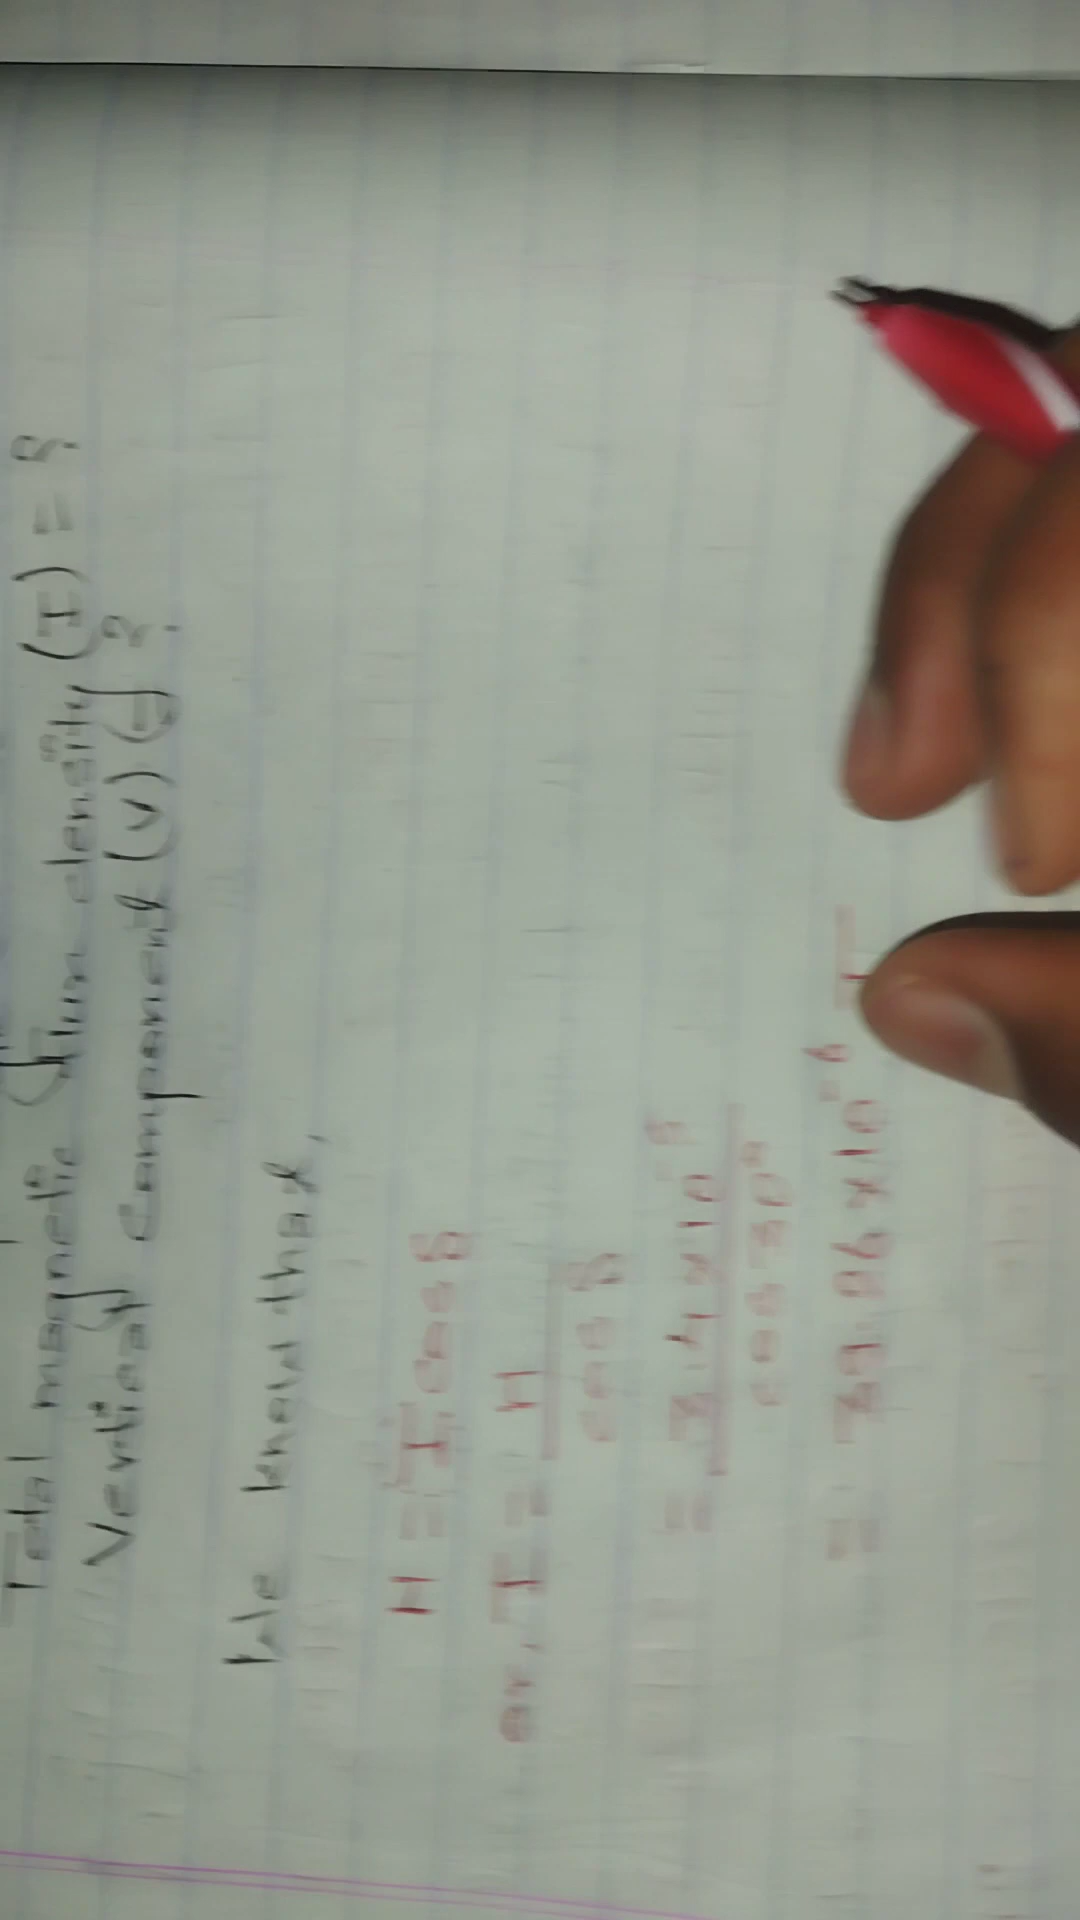 Total magnetic flux density (I) = ?
Vertical component (V) = ?
We know that,
H = I cos δ
or, I = H / cos δ
= 3.4 × 10⁻⁵ / cos 30°
= 39.26 × 10⁻⁶ T